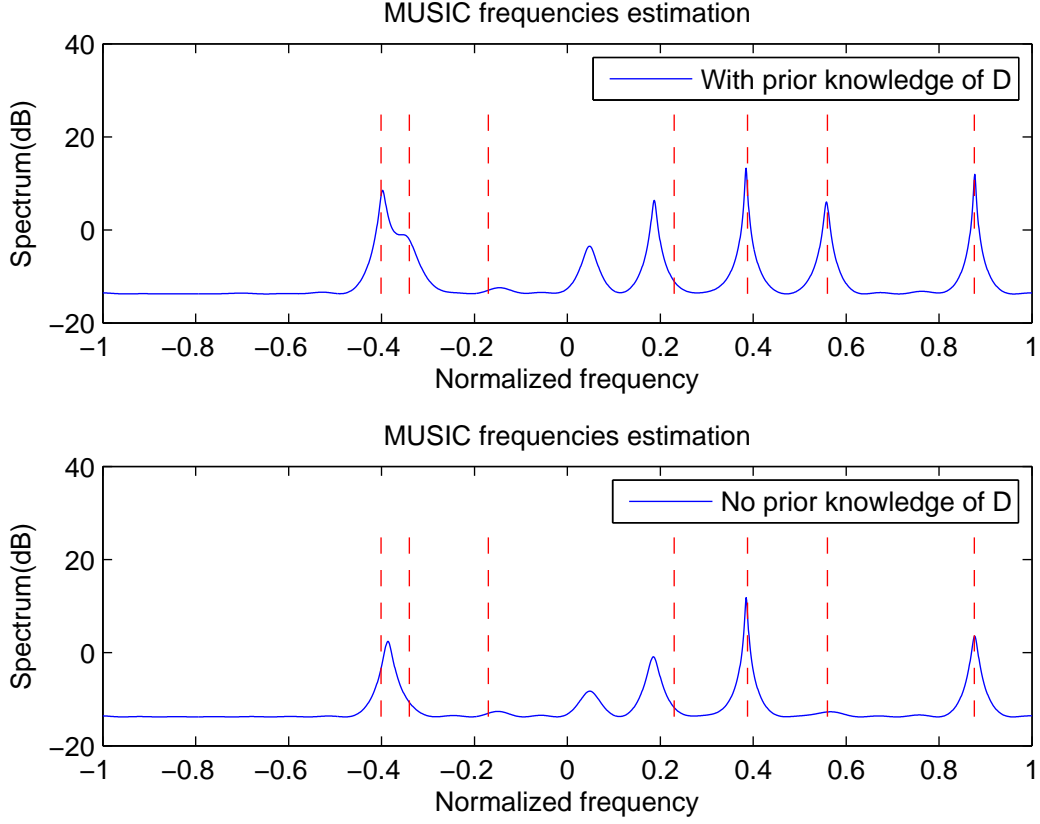 MUSIC frequencies estimation
With prior knowledge of D
Spectrum(dB)
40
20
0
−20
−1 −0.8 −0.6 −0.4 −0.2 0 0.2 0.4 0.6 0.8 1
Normalized frequency
MUSIC frequencies estimation
No prior knowledge of D
Spectrum(dB)
40
20
0
−20
−1 −0.8 −0.6 −0.4 −0.2 0 0.2 0.4 0.6 0.8 1
Normalized frequency